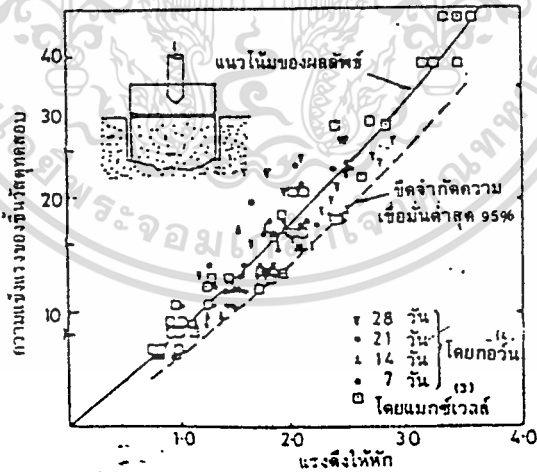 40
30
20
10
ความแข็งแรงของชิ้นวัสดุทดสอบ
แนวโน้มของผลลัพธ์
ขีดจำกัดความ
เชื่อมั่นต่ำสุด 95%
28 วัน
21 วัน
14 วัน
7 วัน
โดยกอวัน
(3)
โดยแมกซ์เวลล์
0
1·0
2·0
3·0
4·0
แรงดึงให้หัก